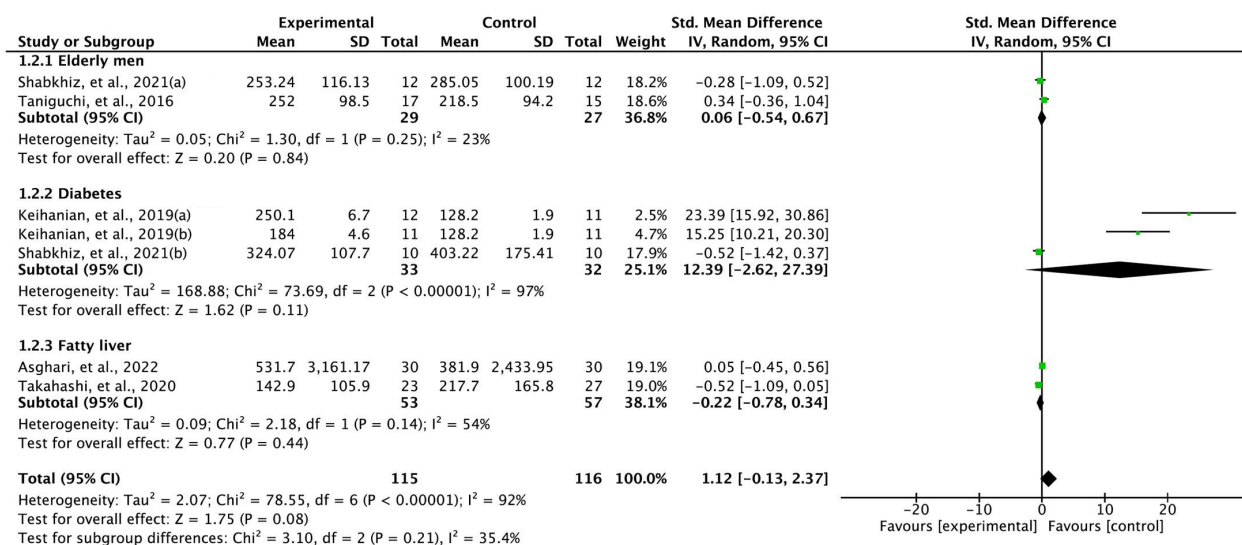 Experimental Control Std. Mean Difference Std. Mean Difference
Study or Subgroup Mean SD Total Mean SD Total Weight IV, Random, 95% CI IV, Random, 95% CI
1.2.1 Elderly men
Shabkhiz, et al., 2021(a) 253.24 116.13 12 285.05 100.19 12 18.2% −0.28 [−1.09, 0.52]
Taniguchi, et al., 2016 252 98.5 17 218.5 94.2 15 18.6% 0.34 [−0.36, 1.04]
Subtotal (95% CI) 29 27 36.8% 0.06 [−0.54, 0.67]
Heterogeneity: Tau² = 0.05; Chi² = 1.30, df = 1 (P = 0.25); I² = 23%
Test for overall effect: Z = 0.20 (P = 0.84)
1.2.2 Diabetes
Keihanian, et al., 2019(a) 250.1 6.7 12 128.2 1.9 11 2.5% 23.39 [15.92, 30.86]
Keihanian, et al., 2019(b) 184 4.6 11 128.2 1.9 11 4.7% 15.25 [10.21, 20.30]
Shabkhiz, et al., 2021(b) 324.07 107.7 10 403.22 175.41 10 17.9% −0.52 [−1.42, 0.37]
Subtotal (95% CI) 33 32 25.1% 12.39 [−2.62, 27.39]
Heterogeneity: Tau² = 168.88; Chi² = 73.69, df = 2 (P < 0.00001); I² = 97%
Test for overall effect: Z = 1.62 (P = 0.11)
1.2.3 Fatty liver
Asghari, et al., 2022 531.7 3,161.17 30 381.9 2,433.95 30 19.1% 0.05 [−0.45, 0.56]
Takahashi, et al., 2020 142.9 105.9 23 217.7 165.8 27 19.0% −0.52 [−1.09, 0.05]
Subtotal (95% CI) 53 57 38.1% −0.22 [−0.78, 0.34]
Heterogeneity: Tau² = 0.09; Chi² = 2.18, df = 1 (P = 0.14); I² = 54%
Test for overall effect: Z = 0.77 (P = 0.44)
Total (95% CI) 115 116 100.0% 1.12 [−0.13, 2.37]
Heterogeneity: Tau² = 2.07; Chi² = 78.55, df = 6 (P < 0.00001); I² = 92%
Test for overall effect: Z = 1.75 (P = 0.08)
Test for subgroup differences: Chi² = 3.10, df = 2 (P = 0.21), I² = 35.4%
−20 −10 0 10 20
Favours [experimental] Favours [control]